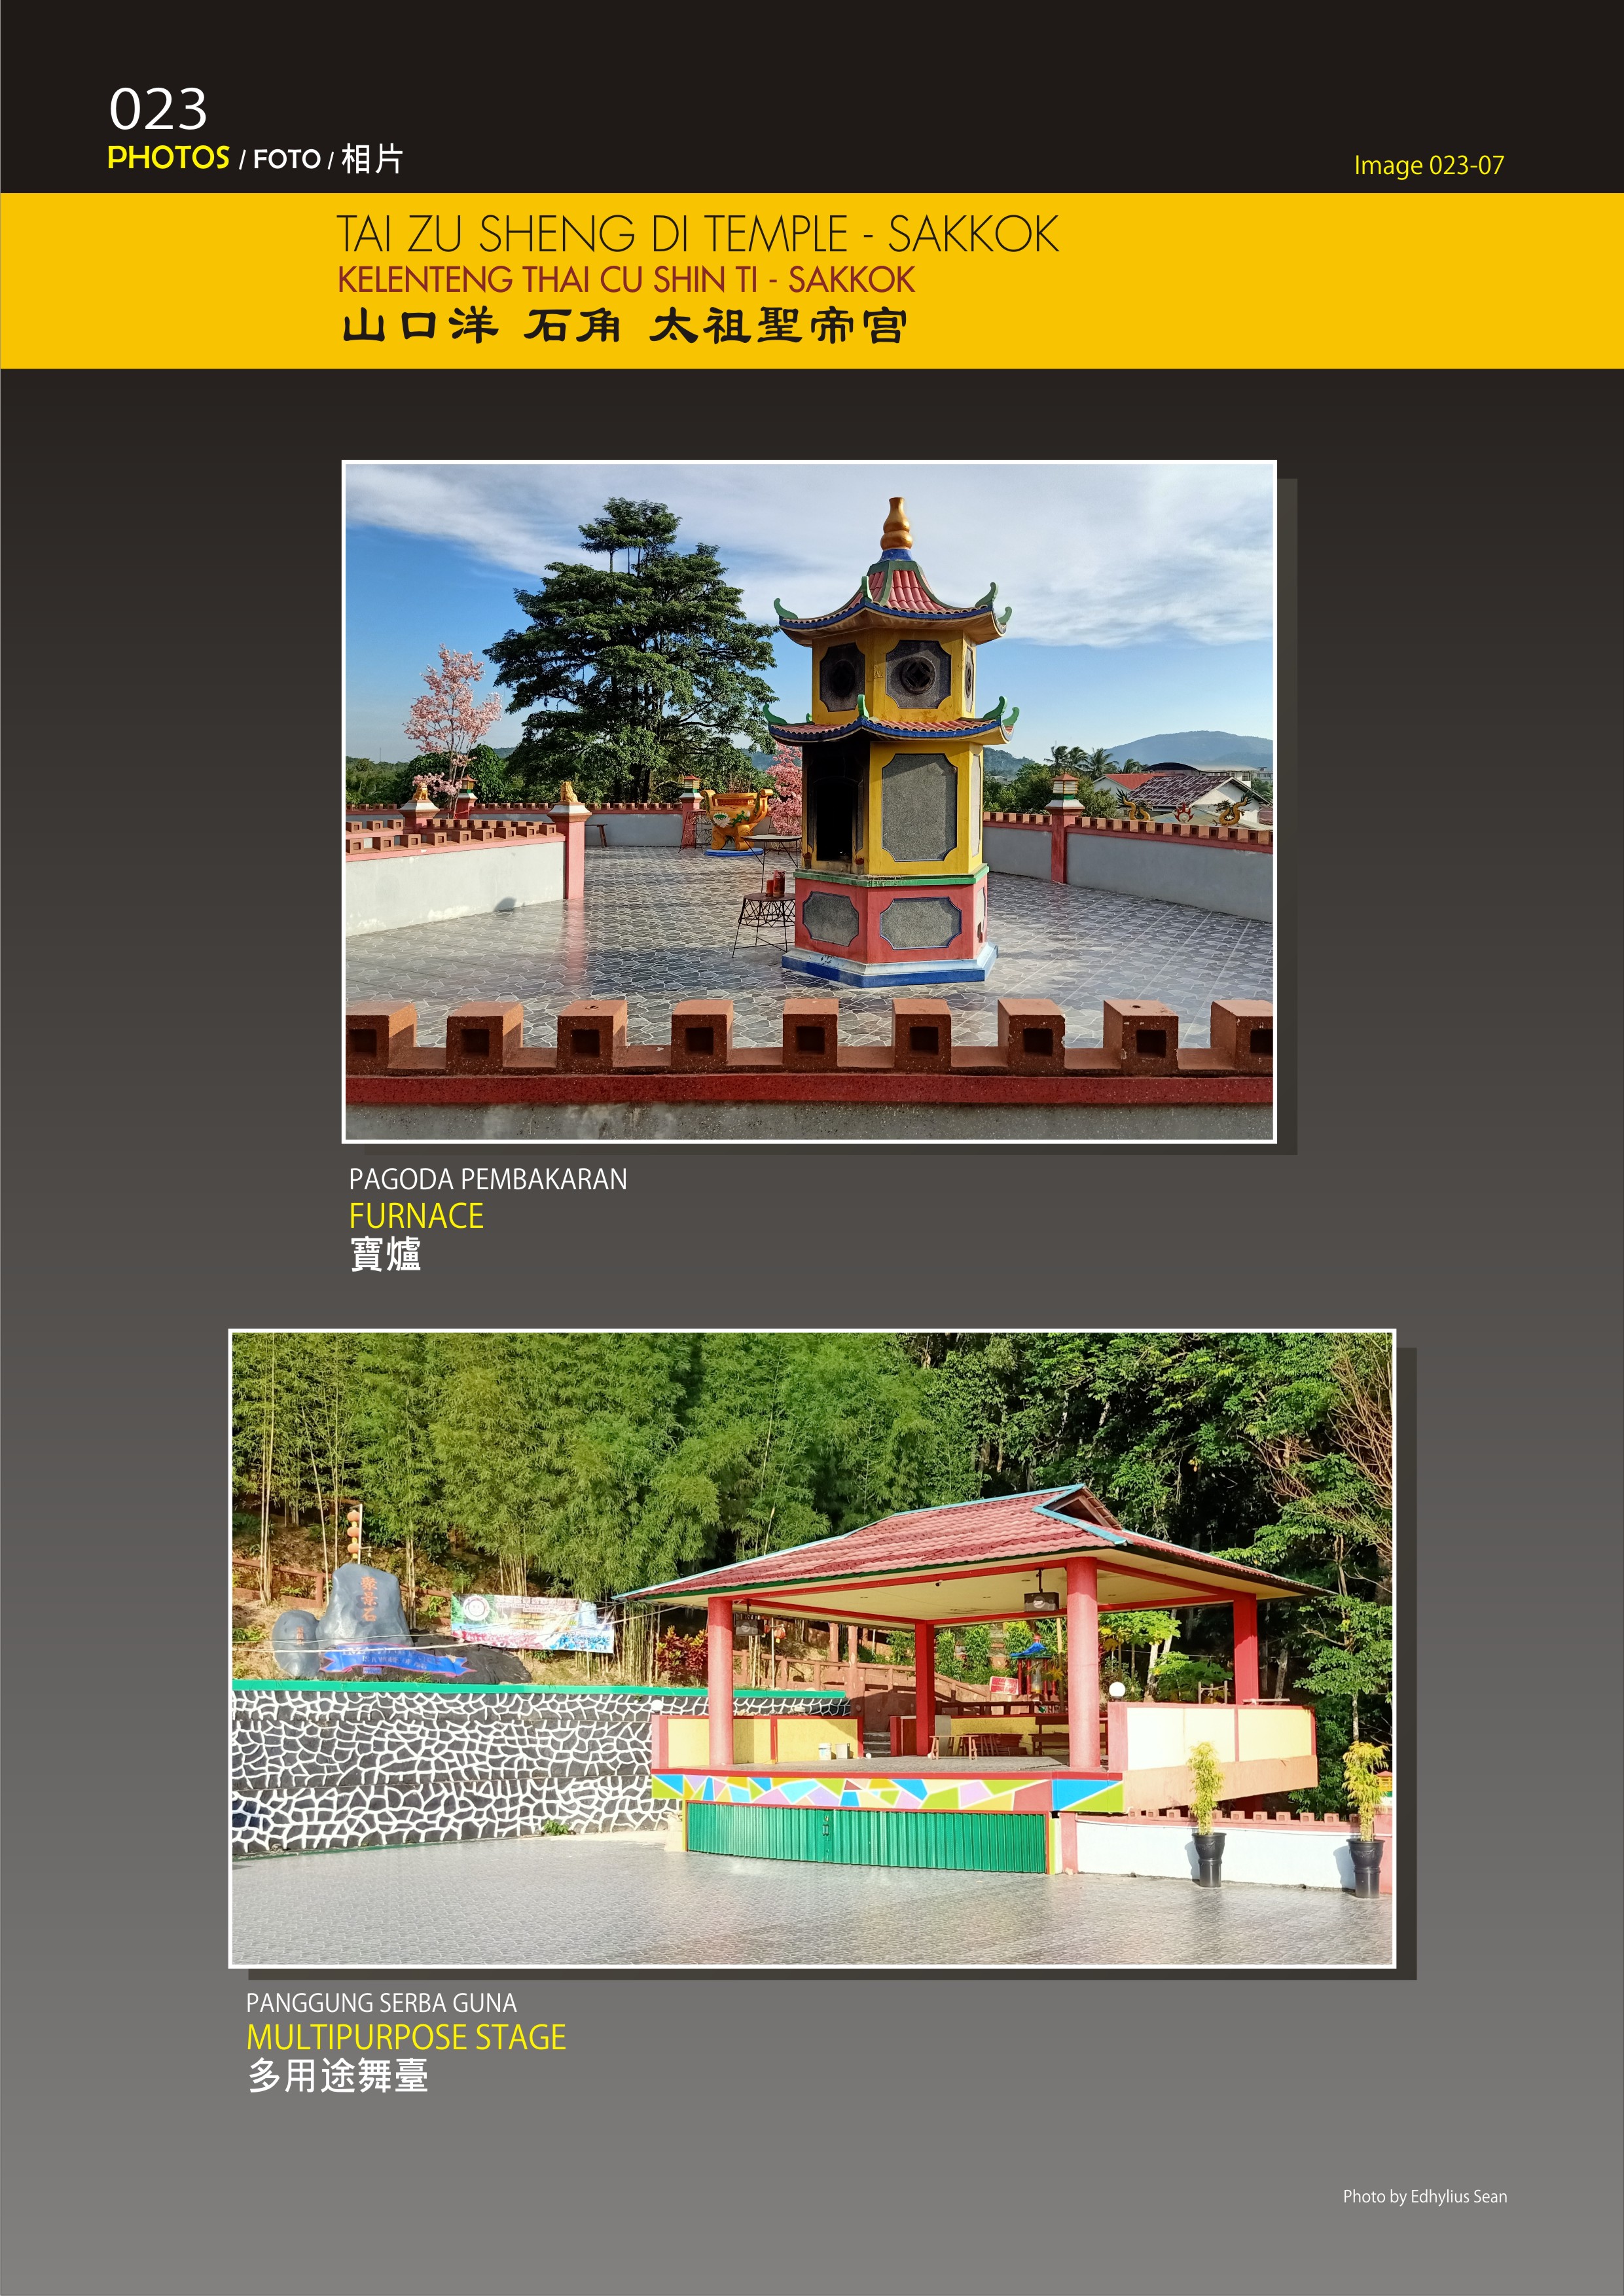 023
PHOTOS / FOTO / 相片
Image 023-07
TAI ZU SHENG DI TEMPLE - SAKKOK
KELENTENG THAI CU SHIN TI - SAKKOK
山口洋 石角 太祖聖帝宫
PAGODA PEMBAKARAN
FURNACE
寶爐
PANGGUNG SERBA GUNA
MULTIPURPOSE STAGE
多用途舞臺
Photo by Edhylius Sean